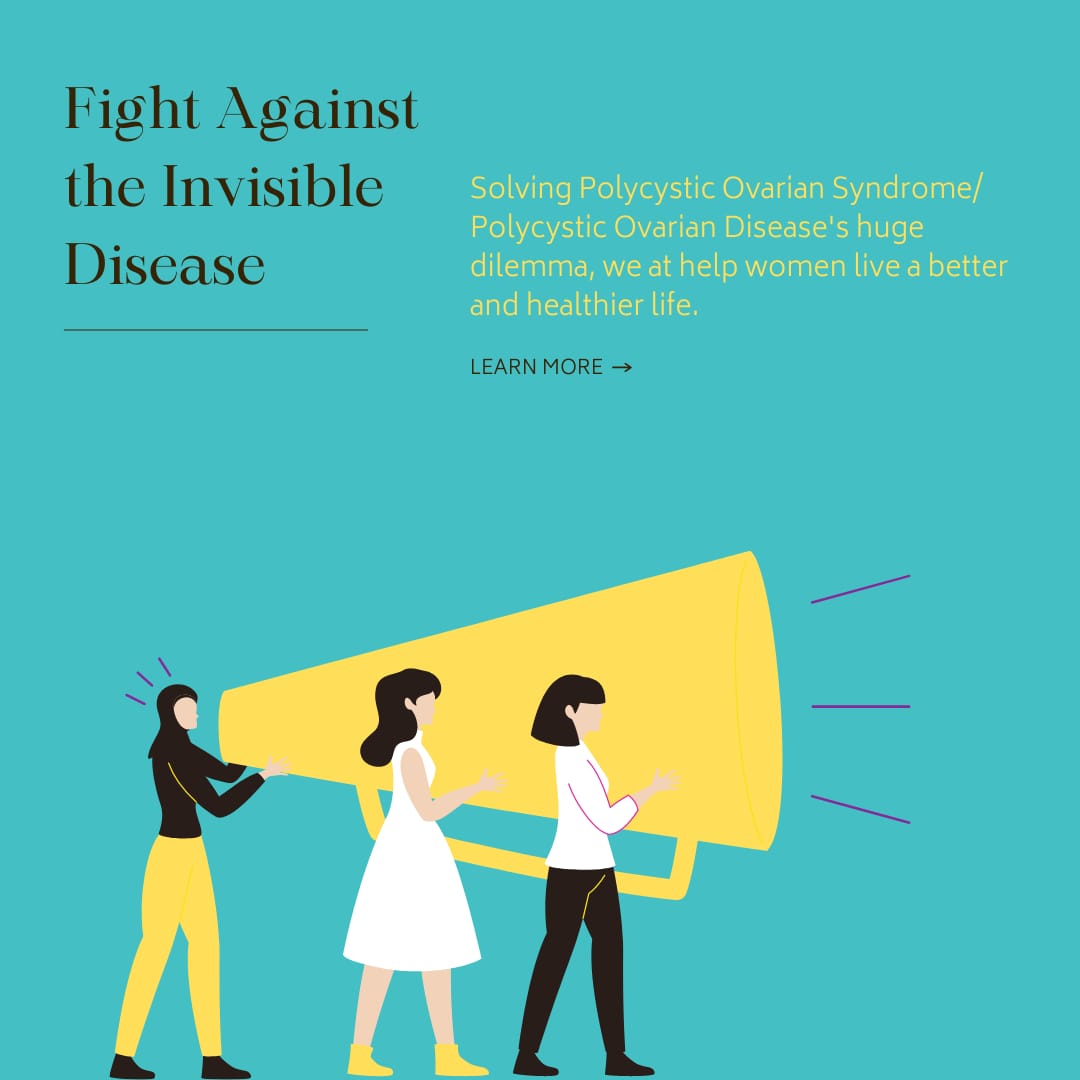 Fight Against
the Invisible
Disease
Solving Polycystic Ovarian Syndrome/
Polycystic Ovarian Disease's huge
dilemma, we at help women live a better
and healthier life.
LEARN MORE →